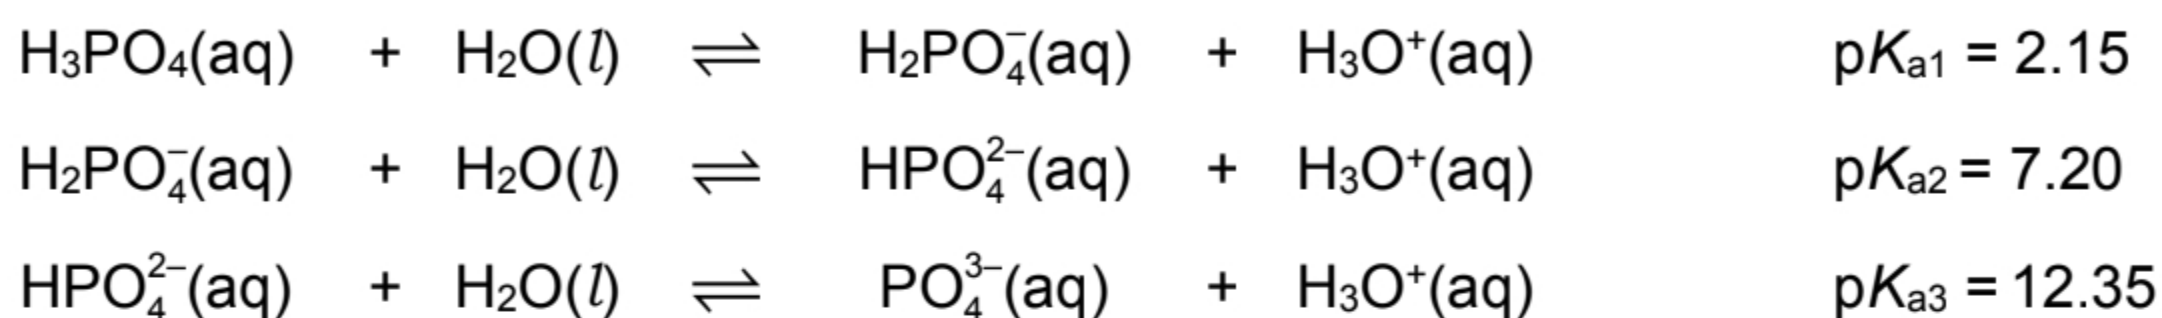 H₃PO₄(aq) + H₂O(l) ⇌ H₂PO₄⁻(aq) + H₃O⁺(aq) pKₐ₁ = 2.15
H₂PO₄⁻(aq) + H₂O(l) ⇌ HPO₄²⁻(aq) + H₃O⁺(aq) pKₐ₂ = 7.20
HPO₄²⁻(aq) + H₂O(l) ⇌ PO₄³⁻(aq) + H₃O⁺(aq) pKₐ₃ = 12.35